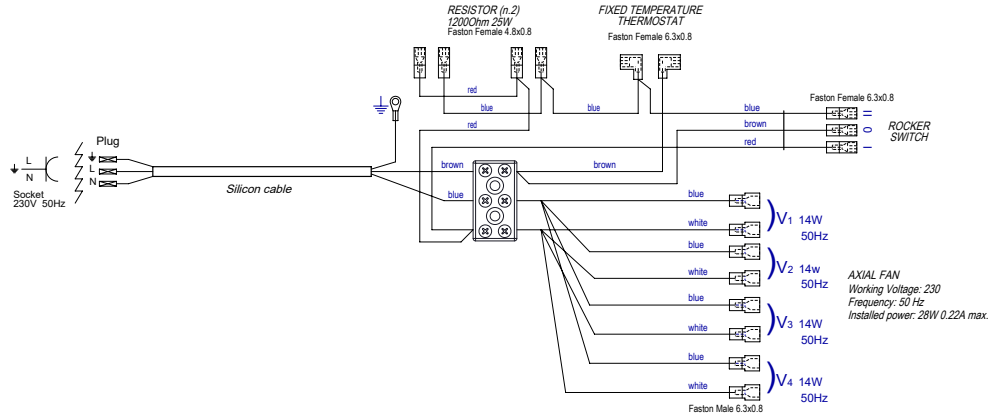 RESISTOR (n.2)
1200Ohm 25W
Faston Female 4.8x0.8
FIXED TEMPERATURE
THERMOSTAT
Faston Female 6.3x0.8
red
blue
blue
red
blue
Faston Female 6.3x0.8
II
brown
0
ROCKER
SWITCH
red
I
Plug
L
N
L
N
Socket
230V 50Hz
Silicon cable
brown
blue
brown
blue
V1 14W
50Hz
white
blue
V2 14w
50Hz
white
blue
V3 14W
50Hz
white
blue
V4 14W
50Hz
white
Faston Male 6.3x0.8
AXIAL FAN
Working Voltage: 230
Frequency: 50 Hz
Installed power: 28W 0.22A max.